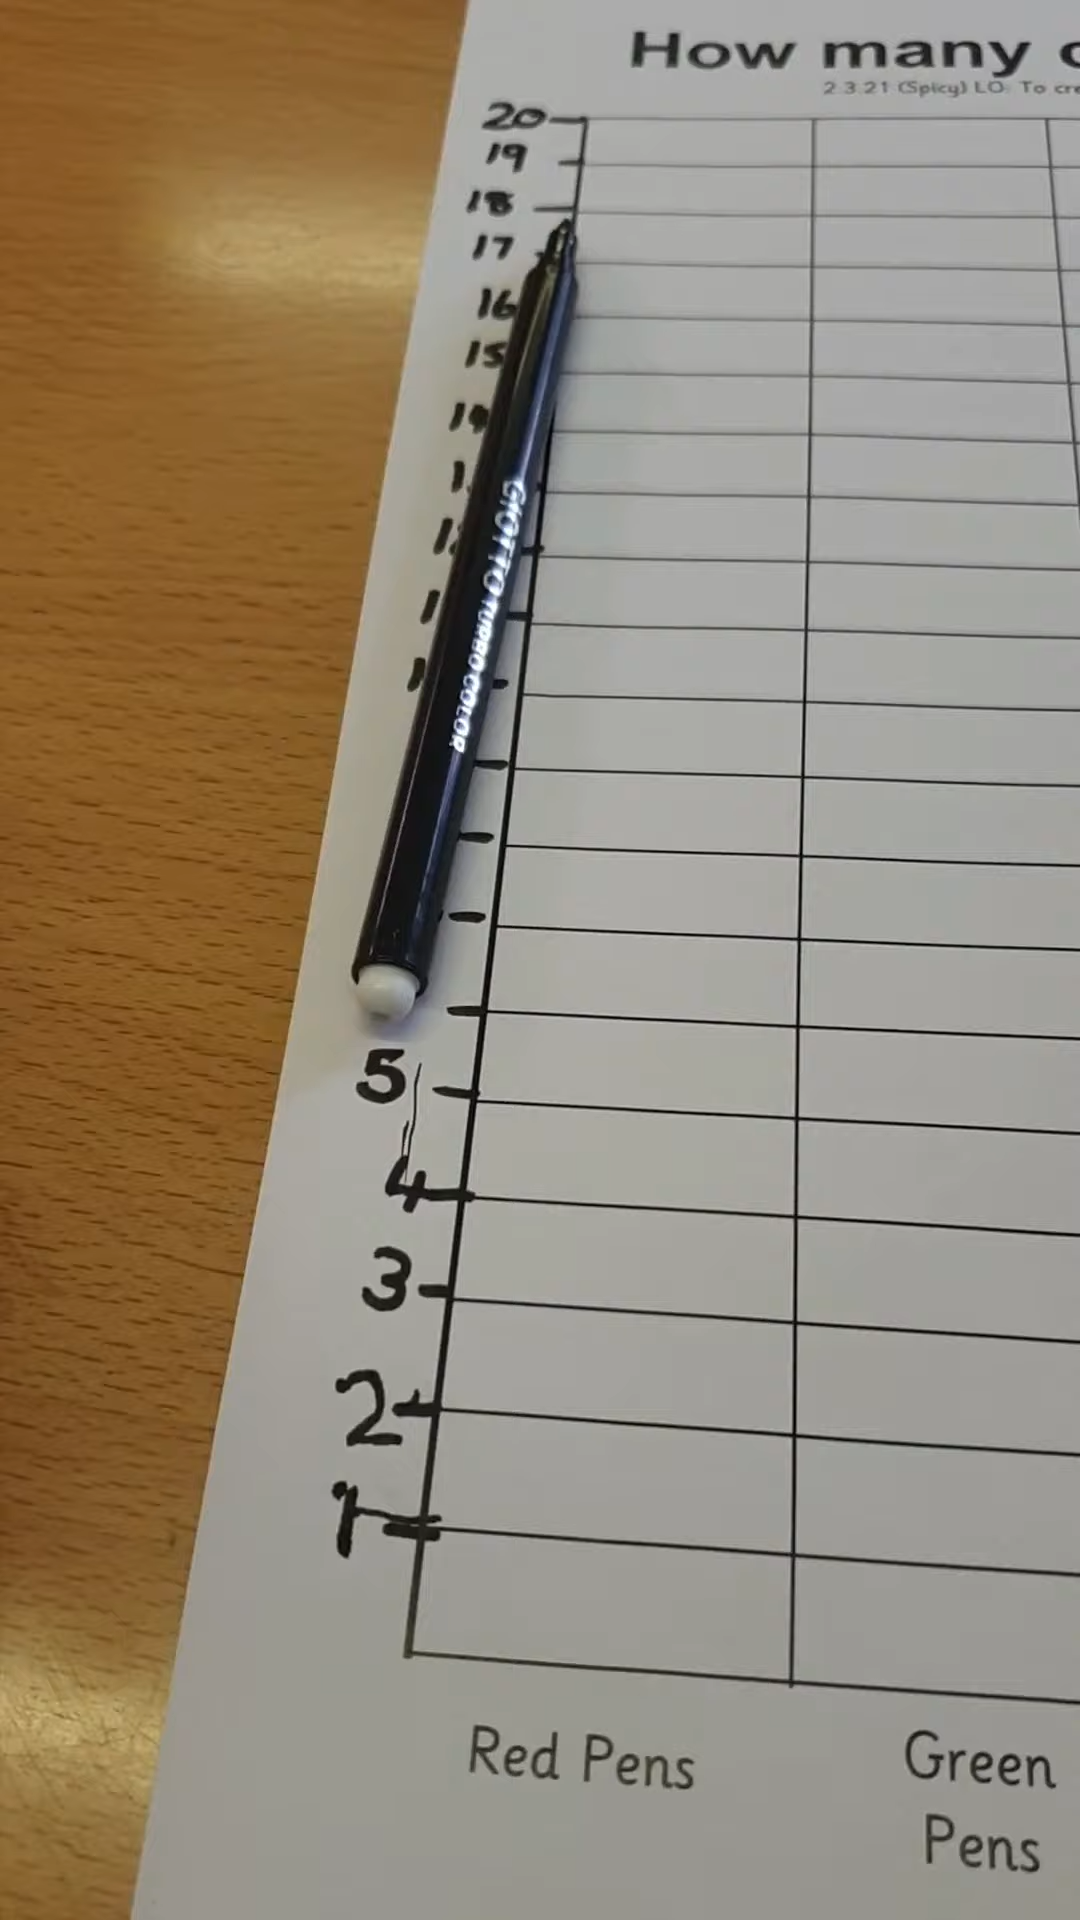 How many
2.3.21 (Spicy) LO: To
20
19
18
17
16
15
14
GIOTTO TURBO COLOR
5
4
3
2
1
Red Pens
Green
Pens